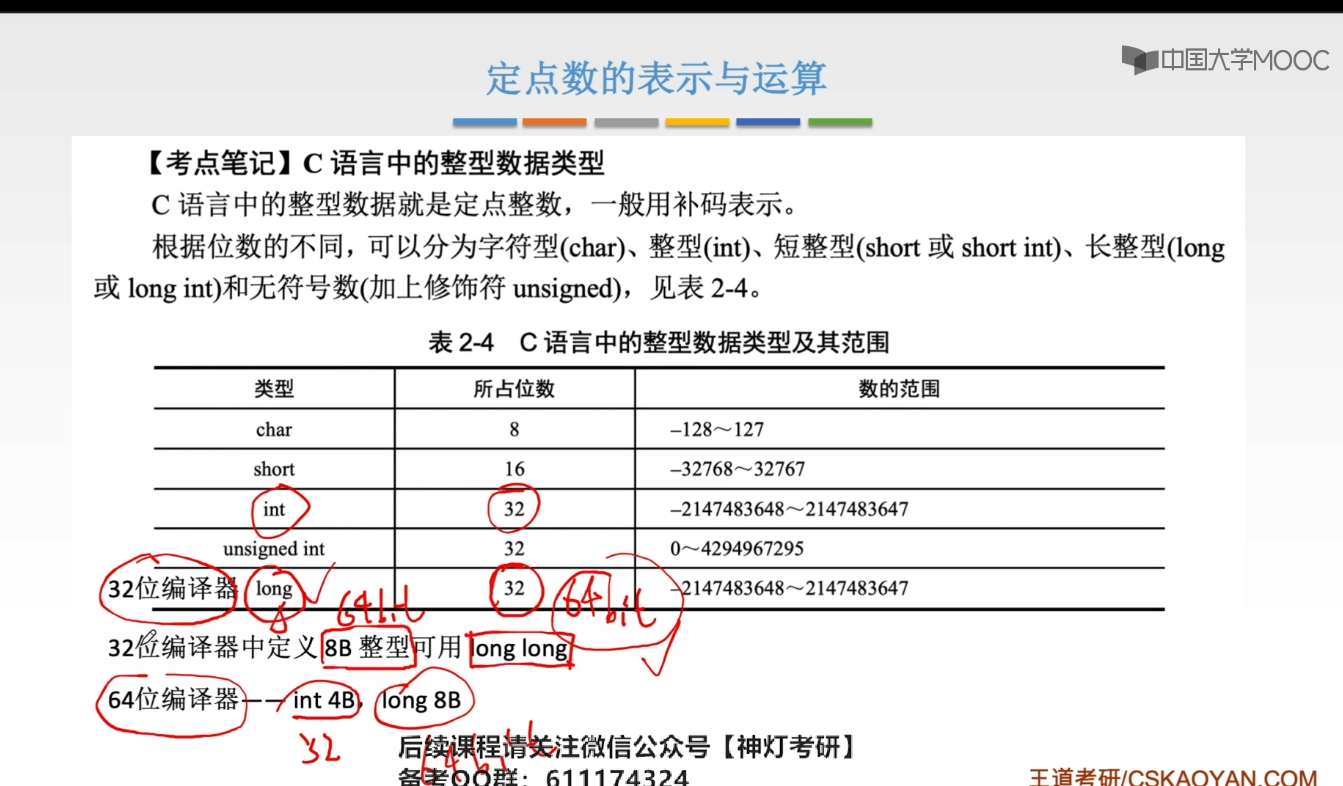 中国大学MOOC
定点数的表示与运算
【考点笔记】C 语言中的整型数据类型
C 语言中的整型数据就是定点整数，一般用补码表示。
根据位数的不同，可以分为字符型(char)、整型(int)、短整型(short 或 short int)、长整型(long
或 long int)和无符号数(加上修饰符 unsigned)，见表 2-4。
表 2-4 C 语言中的整型数据类型及其范围
类型 所占位数 数的范围
char 8 –128～127
short 16 –32768～32767
int 32 –2147483648～2147483647
unsigned int 32 0～4294967295
32位编译器 long 32 –2147483648～2147483647
64bit 64bit
32位编译器中定义 8B 整型可用 long long
64位编译器—— int 4B，long 8B
32 64bit
后续课程请关注微信公众号【神灯考研】
备考QQ群：611174324
王道考研/CSKAOYAN.COM